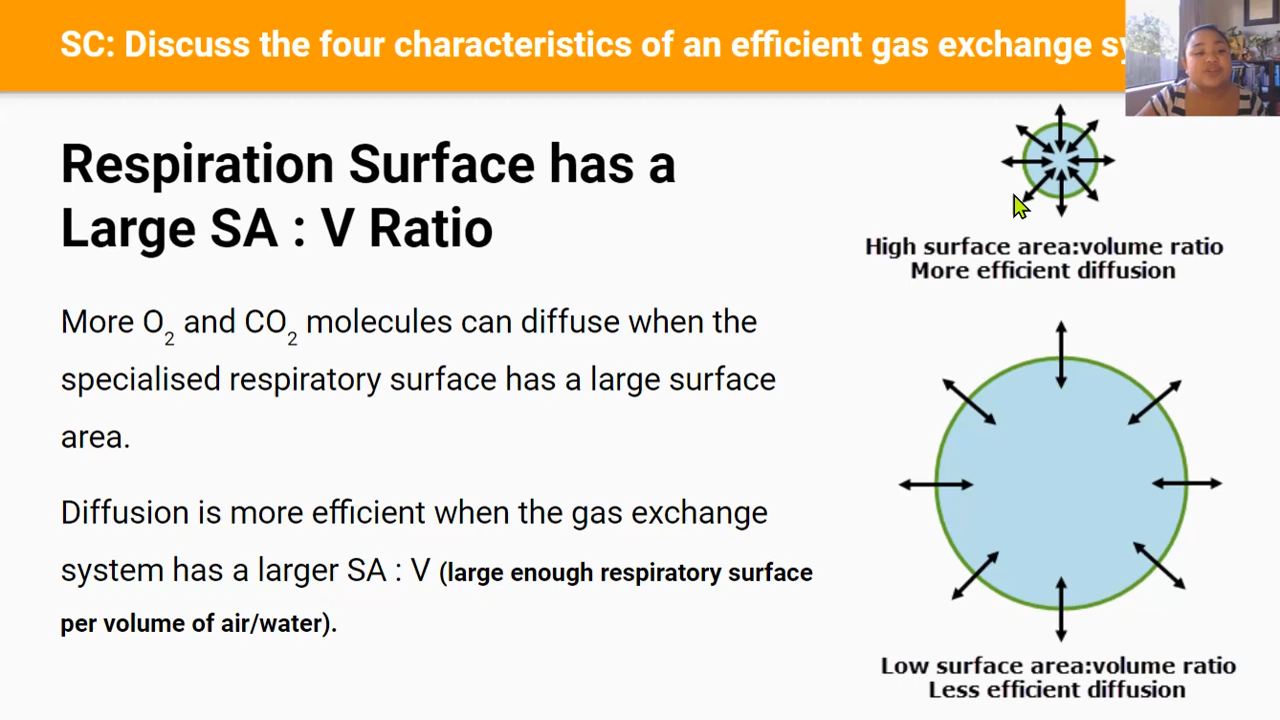 SC: Discuss the four characteristics of an efficient gas exchange
Respiration Surface has a
Large SA : V Ratio
More O2 and CO2 molecules can diffuse when the
specialised respiratory surface has a large surface
area.
Diffusion is more efficient when the gas exchange
system has a larger SA : V (large enough respiratory surface
per volume of air/water).
High surface area:volume ratio
More efficient diffusion
Low surface area:volume ratio
Less efficient diffusion